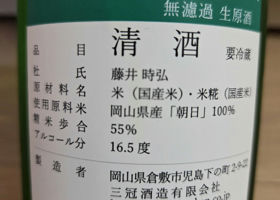 無濾過 生原酒
品目 清酒 要冷蔵
杜氏 藤井 時弘
原材料名 米（国産米）・米糀（国産米）
使用原料米 岡山県産「朝日」100%
精米歩合 55%
アルコール分 16.5 度
製造者 岡山県倉敷市児島下の町2-9-22
三冠酒造有限会社
co.jp